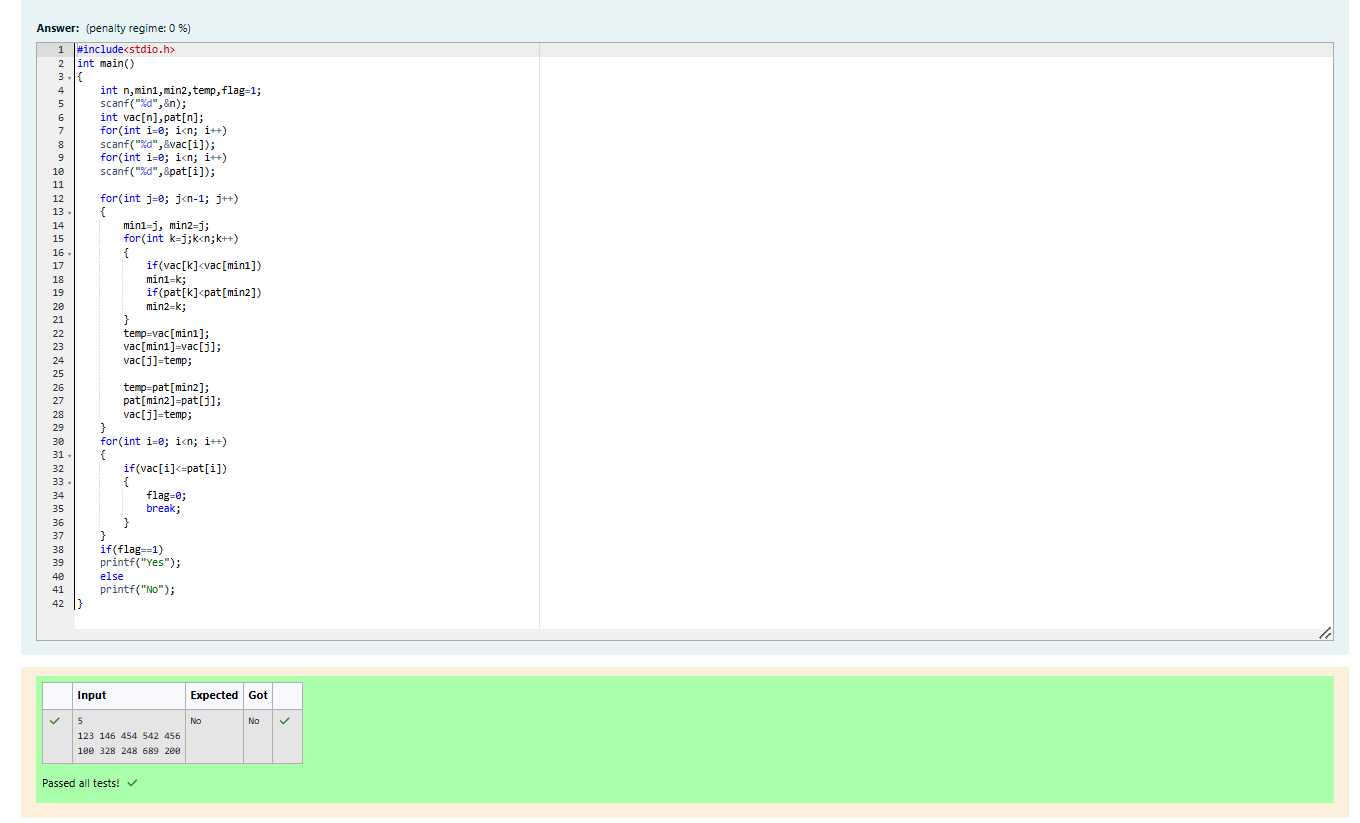 Answer: (penalty regime: 0 %)
1 #include<stdio.h>
2 int main()
3 {
4 int n,min1,min2,temp,flag=1;
5 scanf("%d",&n);
6 int vac[n],pat[n];
7 for(int i=0; i<n; i++)
8 scanf("%d",&vac[i]);
9 for(int i=0; i<n; i++)
10 scanf("%d",&pat[i]);
11
12 for(int j=0; j<n-1; j++)
13 {
14 min1=j, min2=j;
15 for(int k=j;k<n;k++)
16 {
17 if(vac[k]<vac[min1])
18 min1=k;
19 if(pat[k]<pat[min2])
20 min2=k;
21 }
22 temp=vac[min1];
23 vac[min1]=vac[j];
24 vac[j]=temp;
25
26 temp=pat[min2];
27 pat[min2]=pat[j];
28 vac[j]=temp;
29 }
30 for(int i=0; i<n; i++)
31 {
32 if(vac[i]<=pat[i])
33 {
34 flag=0;
35 break;
36 }
37 }
38 if(flag==1)
39 printf("Yes");
40 else
41 printf("No");
42 }
Input Expected Got
5 No No
123 146 454 542 456
100 328 248 689 200
Passed all tests!